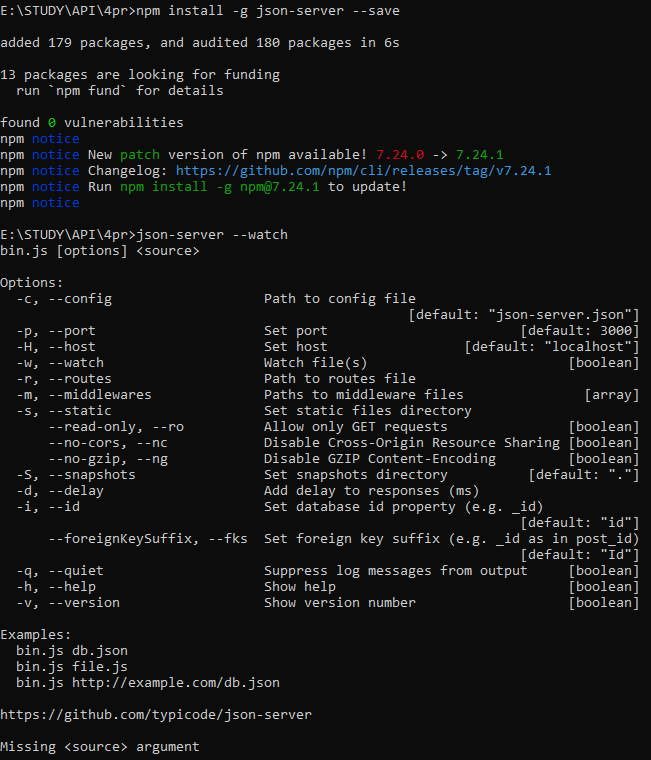 E:\STUDY\API\4pr>npm install -g json-server --save
added 179 packages, and audited 180 packages in 6s
13 packages are looking for funding
  run `npm fund` for details
found 0 vulnerabilities
npm notice
npm notice New patch version of npm available! 7.24.0 -> 7.24.1
npm notice Changelog: https://github.com/npm/cli/releases/tag/v7.24.1
npm notice Run npm install -g npm@7.24.1 to update!
npm notice
E:\STUDY\API\4pr>json-server --watch
bin.js [options] <source>
Options:
  -c, --config                   Path to config file
                                                   [default: "json-server.json"]
  -p, --port                     Set port                        [default: 3000]
  -H, --host                     Set host                 [default: "localhost"]
  -w, --watch                    Watch file(s)                         [boolean]
  -r, --routes                   Path to routes file
  -m, --middlewares              Paths to middleware files               [array]
  -s, --static                   Set static files directory
      --read-only, --ro          Allow only GET requests               [boolean]
      --no-cors, --nc            Disable Cross-Origin Resource Sharing [boolean]
      --no-gzip, --ng            Disable GZIP Content-Encoding         [boolean]
  -S, --snapshots                Set snapshots directory          [default: "."]
  -d, --delay                    Add delay to responses (ms)
  -i, --id                       Set database id property (e.g. _id)
                                                                 [default: "id"]
      --foreignKeySuffix, --fks  Set foreign key suffix (e.g. _id as in post_id)
                                                                 [default: "Id"]
  -q, --quiet                    Suppress log messages from output     [boolean]
  -h, --help                     Show help                             [boolean]
  -v, --version                  Show version number                   [boolean]
Examples:
  bin.js db.json
  bin.js file.js
  bin.js http://example.com/db.json
https://github.com/typicode/json-server
Missing <source> argument